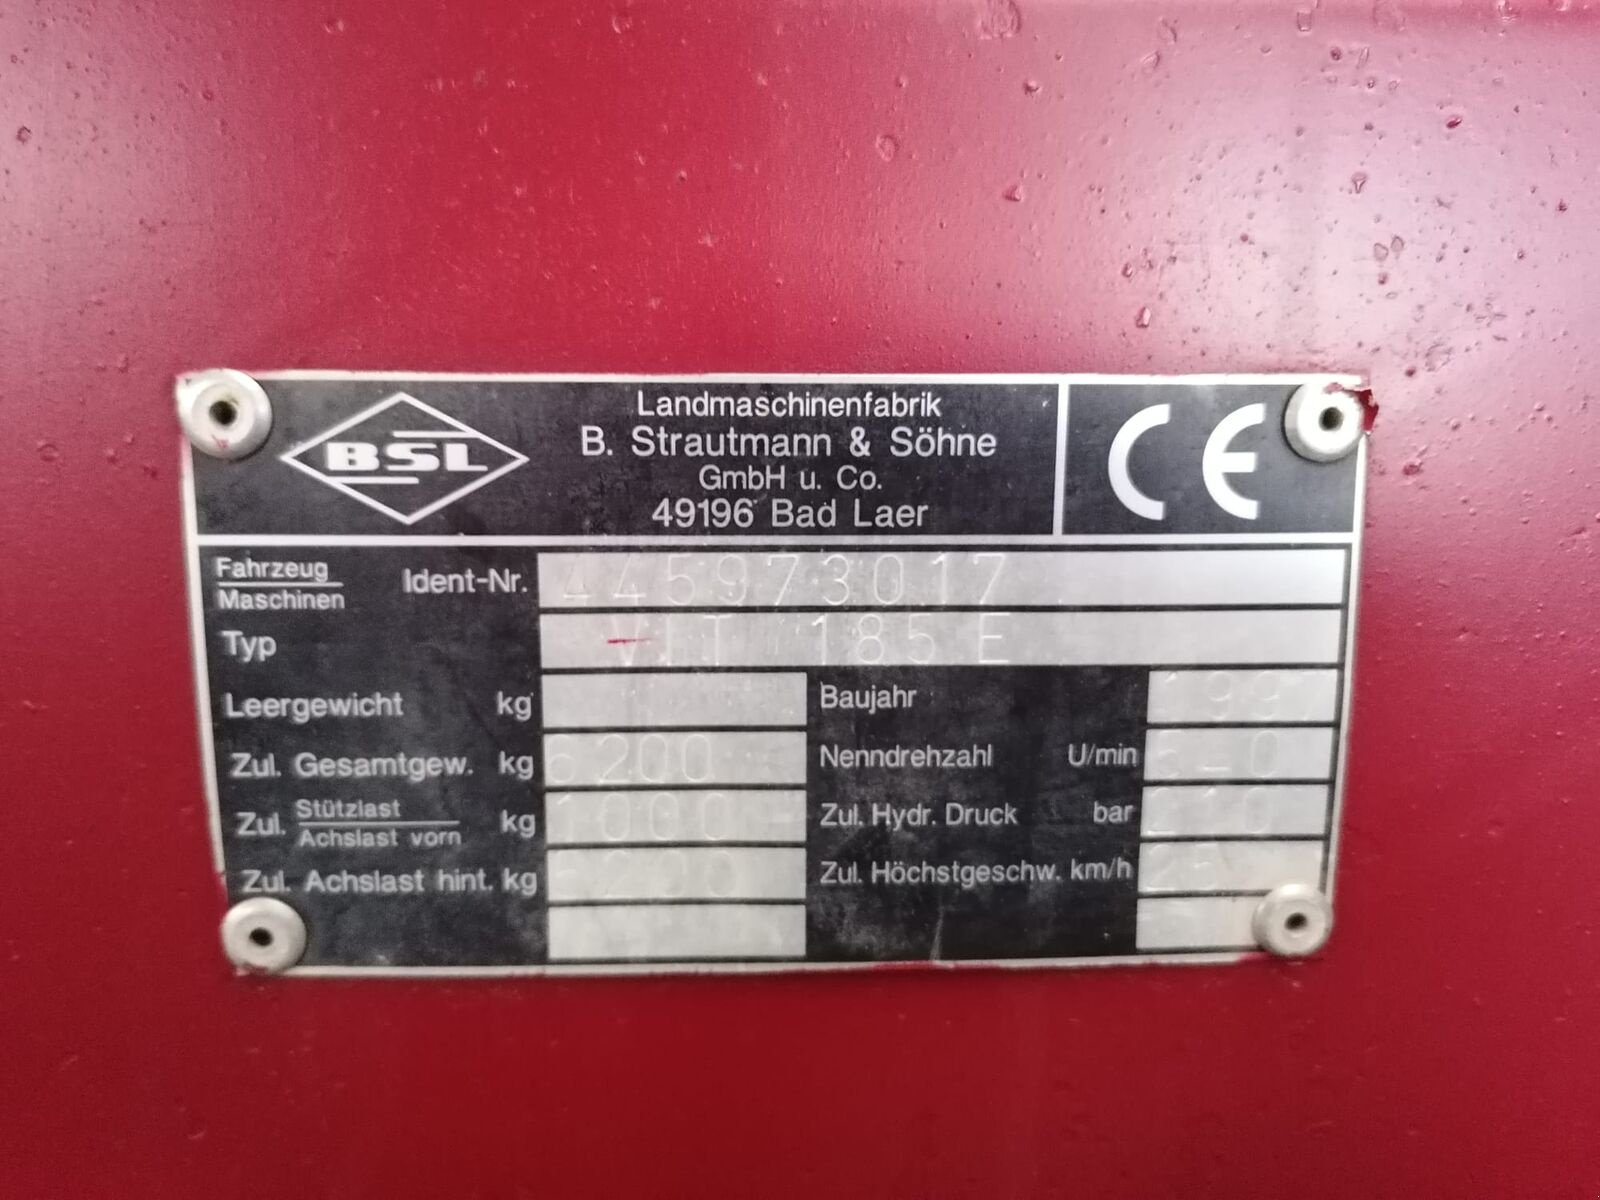 BSL
Landmaschinenfabrik
B. Strautmann & Söhne
GmbH u. Co.
49196 Bad Laer
CE
Fahrzeug
Maschinen
Ident-Nr. 445973017
Typ VIT 185 E
Leergewicht kg
Zul. Gesamtgew. kg 6200
Zul. Stützlast
Achslast vorn kg 1000
Zul. Achslast hint. kg
Baujahr
Nenndrehzahl U/min
Zul. Hydr. Druck bar
Zul. Höchstgeschw. km/h